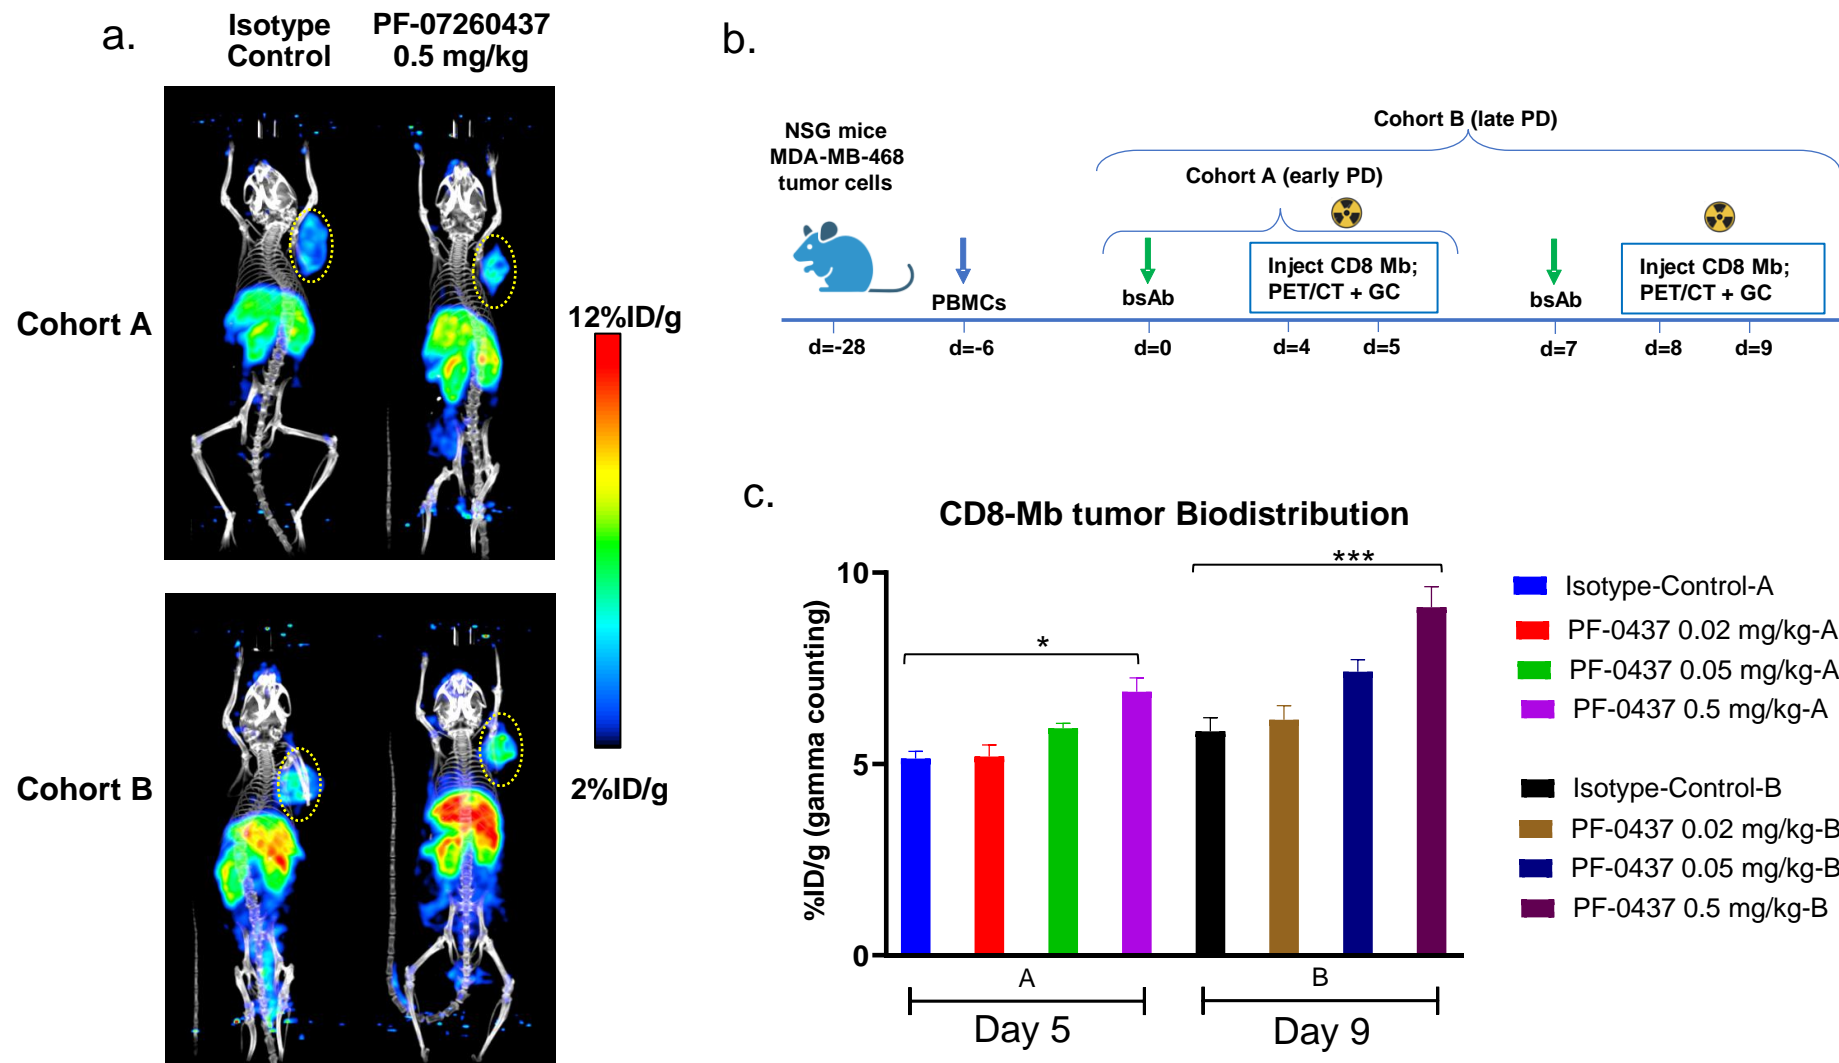 a.
Isotype
Control
PF-07260437
0.5 mg/kg
Cohort A
12%ID/g
2%ID/g
Cohort B
b.
NSG mice
MDA-MB-468
tumor cells
Cohort B (late PD)
Cohort A (early PD)
PBMCs
bsAb
Inject CD8 Mb;
PET/CT + GC
bsAb
Inject CD8 Mb;
PET/CT + GC
d=-28
d=-6
d=0
d=4
d=5
d=7
d=8
d=9
c.
CD8-Mb tumor Biodistribution
%ID/g (gamma counting)
10
5
0
*
***
A
B
Day 5
Day 9
Isotype-Control-A
PF-0437 0.02 mg/kg-A
PF-0437 0.05 mg/kg-A
PF-0437 0.5 mg/kg-A
Isotype-Control-B
PF-0437 0.02 mg/kg-B
PF-0437 0.05 mg/kg-B
PF-0437 0.5 mg/kg-B